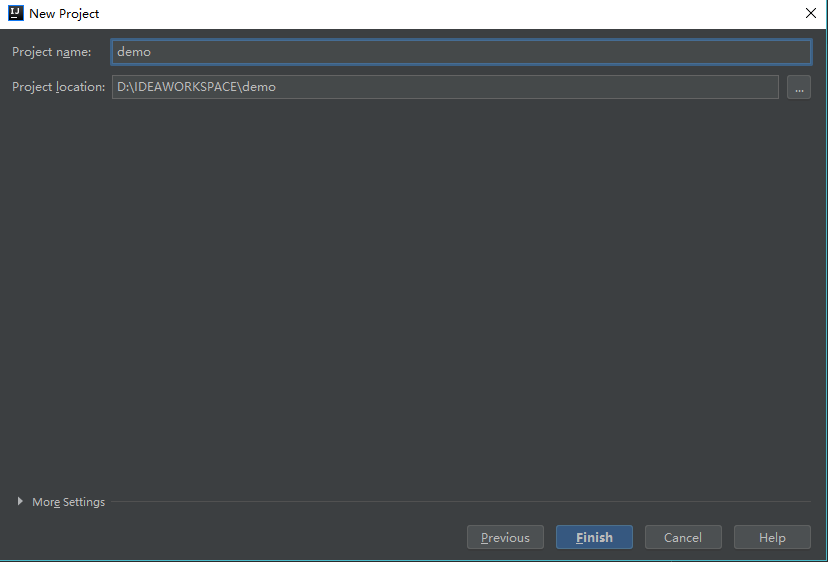 IJ New Project
Project name: demo
Project location: D:\IDEAWORKSPACE\demo ...
More Settings
Previous Finish Cancel Help